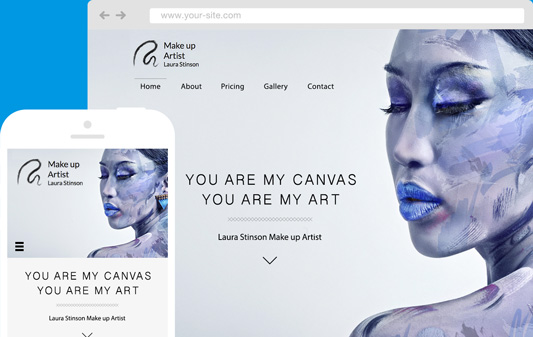 www.your-site.com
Make up
Artist
Laura Stinson
Home About Pricing Gallery Contact
YOU ARE MY CANVAS
YOU ARE MY ART
Laura Stinson Make up Artist
Make up
Artist
Laura Stinson
YOU ARE MY CANVAS
YOU ARE MY ART
Laura Stinson Make up Artist